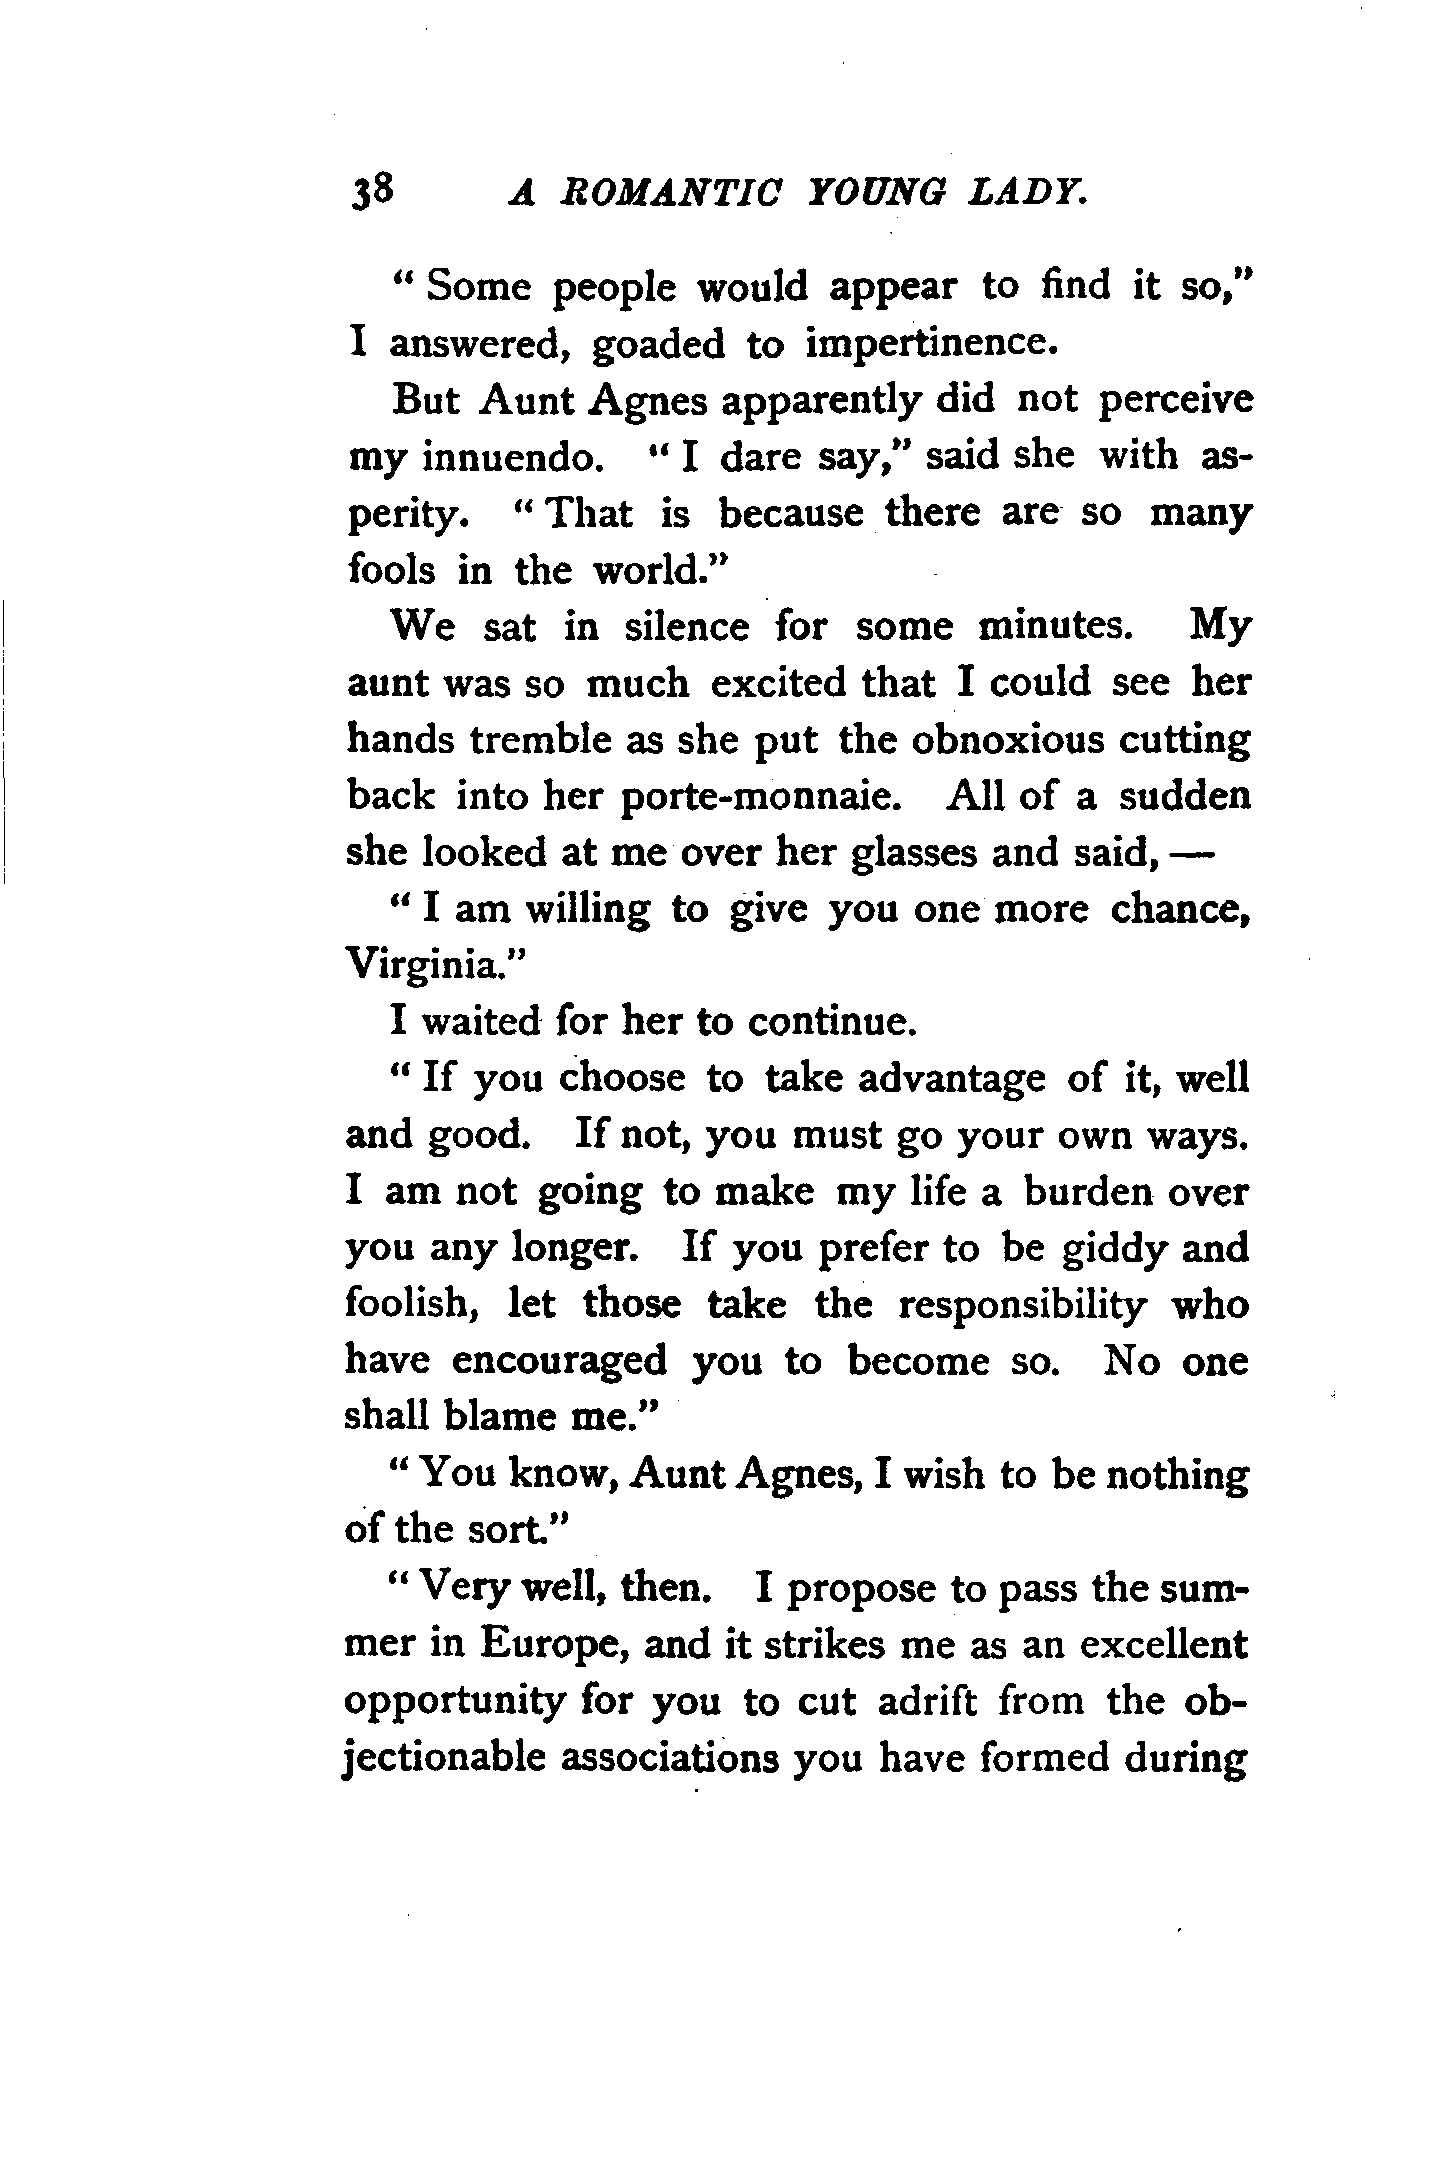 38 A ROMANTIC YOUNG LADY.
“ Some people would appear to find it so,”
I answered, goaded to impertinence.
But Aunt Agnes apparently did not perceive
my innuendo. “ I dare say,” said she with as-
perity. “ That is because there are so many
fools in the world.”
We sat in silence for some minutes. My
aunt was so much excited that I could see her
hands tremble as she put the obnoxious cutting
back into her porte-monnaie. All of a sudden
she looked at me over her glasses and said, —
“ I am willing to give you one more chance,
Virginia.”
I waited for her to continue.
“ If you choose to take advantage of it, well
and good. If not, you must go your own ways.
I am not going to make my life a burden over
you any longer. If you prefer to be giddy and
foolish, let those take the responsibility who
have encouraged you to become so. No one
shall blame me.”
“ You know, Aunt Agnes, I wish to be nothing
of the sort.”
“ Very well, then. I propose to pass the sum-
mer in Europe, and it strikes me as an excellent
opportunity for you to cut adrift from the ob-
jectionable associations you have formed during